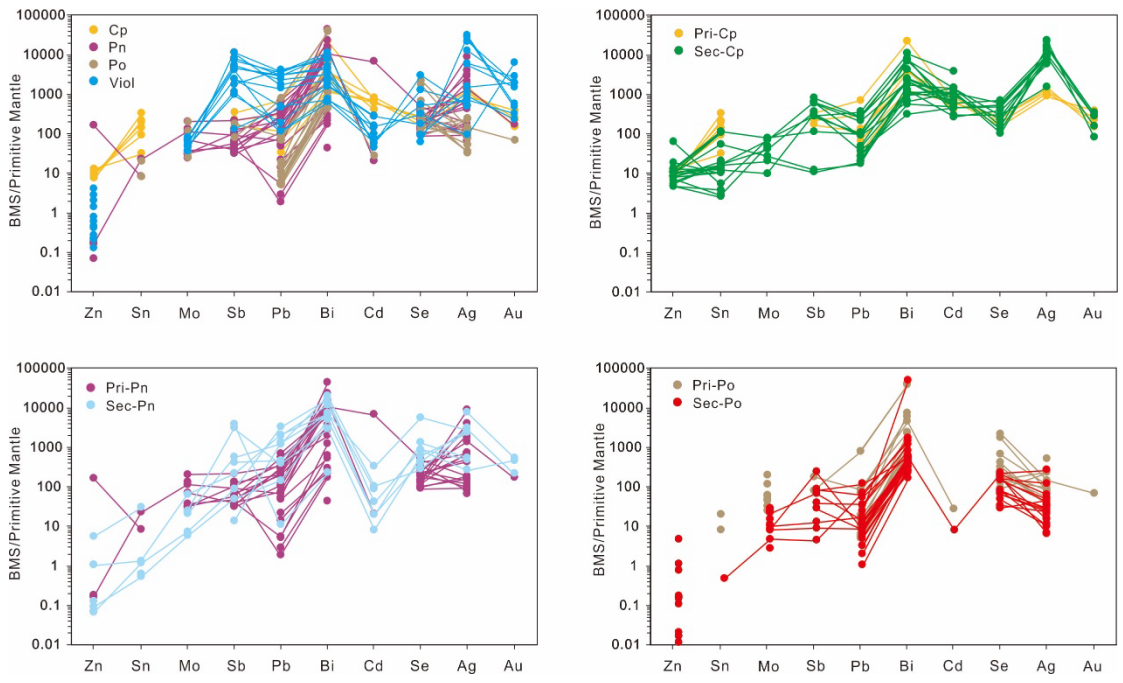 BMS/Primitive Mantle
100000
10000
1000
100
10
1
0.1
0.01
Cp
Pn
Po
Viol
Zn Sn Mo Sb Pb Bi Cd Se Ag Au
BMS/Primitive Mantle
100000
10000
1000
100
10
1
0.1
0.01
Pri-Cp
Sec-Cp
Zn Sn Mo Sb Pb Bi Cd Se Ag Au
BMS/Primitive Mantle
100000
10000
1000
100
10
1
0.1
0.01
Pri-Pn
Sec-Pn
Zn Sn Mo Sb Pb Bi Cd Se Ag Au
BMS/Primitive Mantle
100000
10000
1000
100
10
1
0.1
0.01
Pri-Po
Sec-Po
Zn Sn Mo Sb Pb Bi Cd Se Ag Au